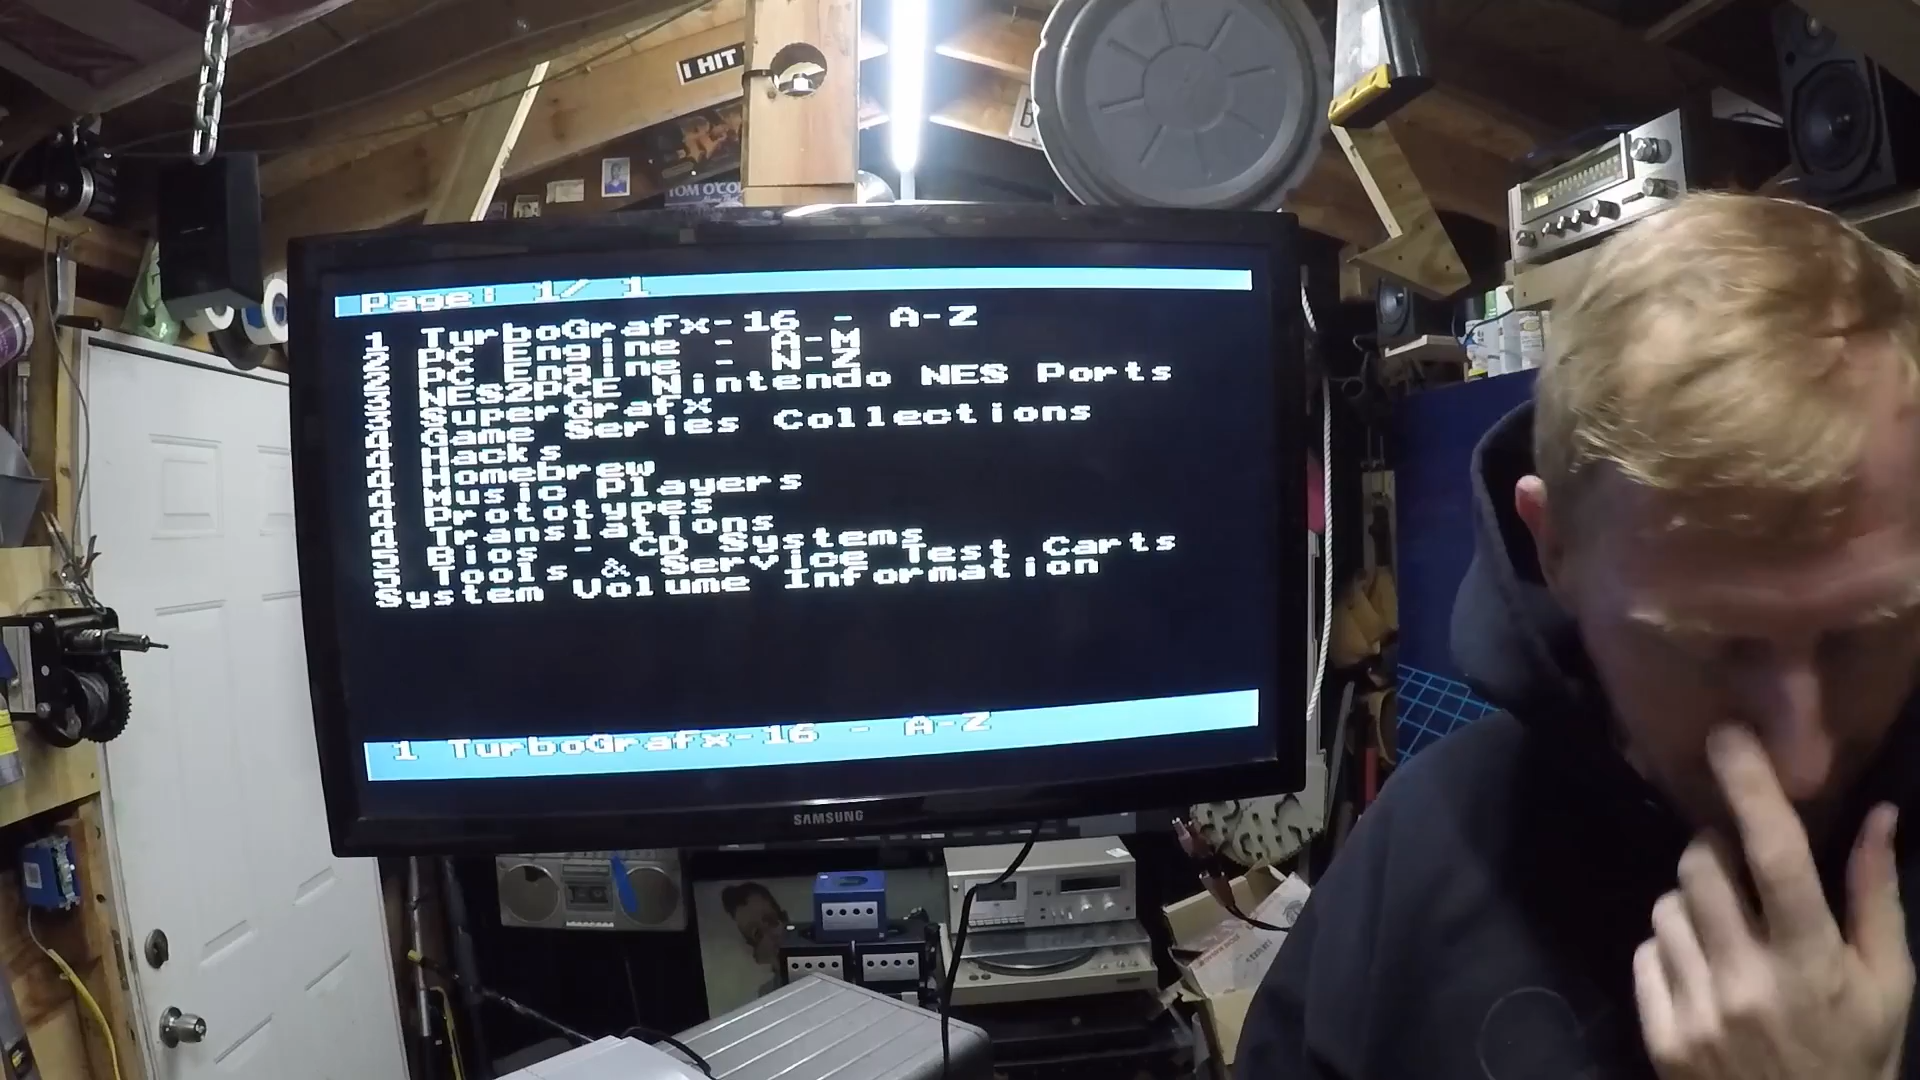 I HIT
TOM O'CO
Page: 1/ 1
1 TurboGrafx-16 - A-Z
2 PC Engine - A-M
2 PC Engine - N-Z
3 NES2PCE Nintendo NES Ports
3 SuperGrafx
4 Game Series Collections
4 Hacks
4 Homebrew
4 Music Players
4 Prototypes
4 Translations
5 Bios - CD Systems
5 Tools & Service Test Carts
System Volume Information
1 TurboGrafx-16 - A-Z
SAMSUNG